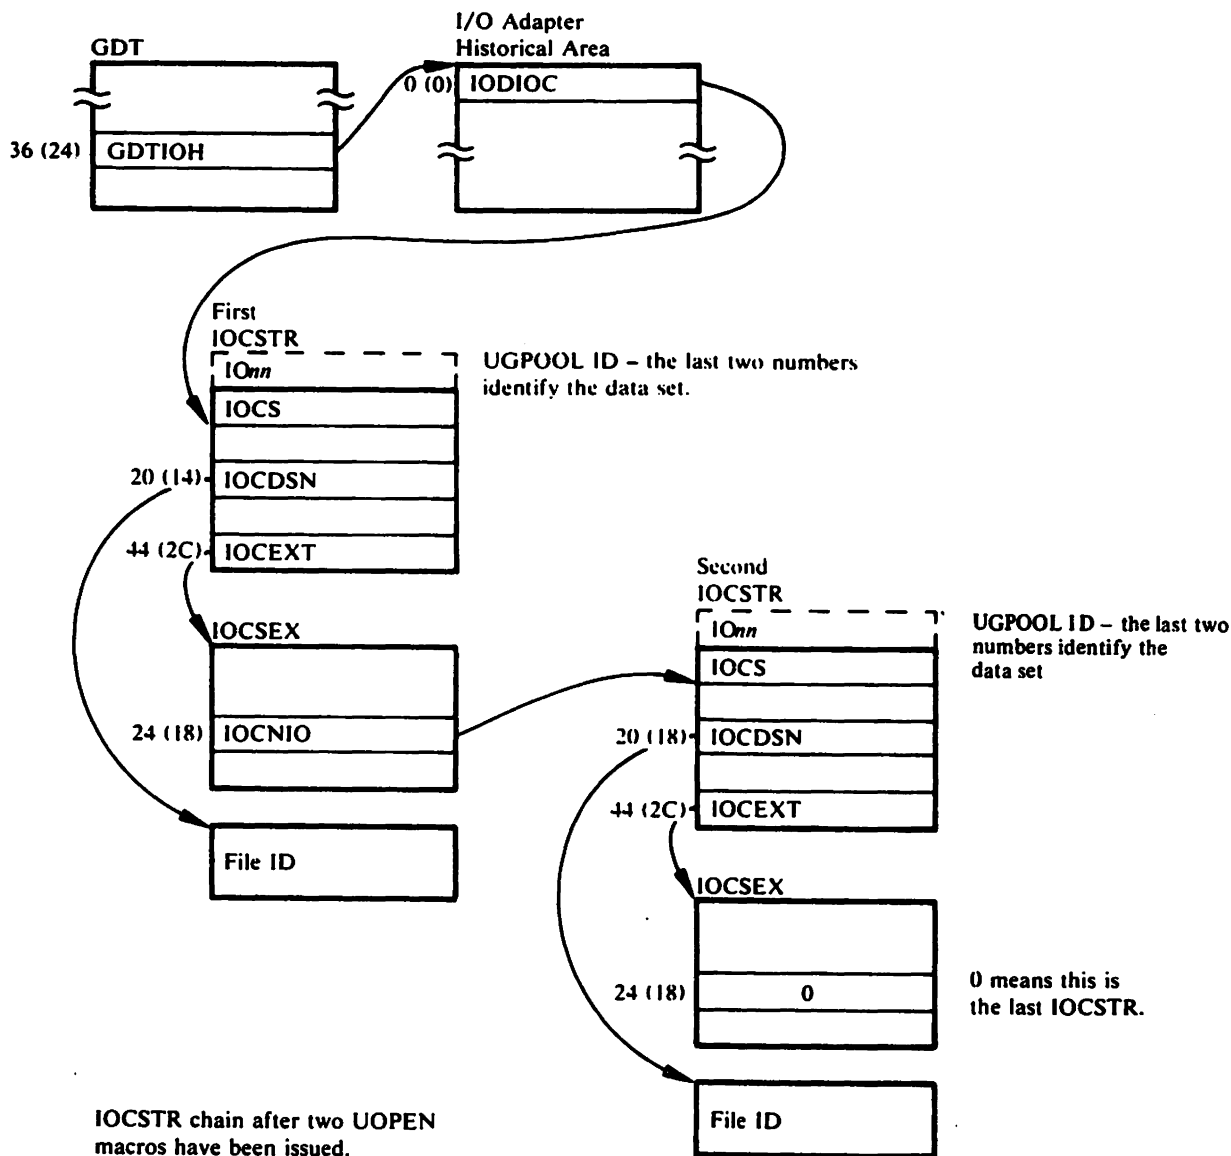 GDT
I/O Adapter
Historical Area
0 (0)
IODIOC
36 (24)
GDTIOH
First
IOCSTR
IOnn
UGPOOL ID – the last two numbers
identify the data set.
IOCS
20 (14)
IOCDSN
44 (2C)
IOCEXT
IOCSEX
24 (18)
IOCNIO
File ID
Second
IOCSTR
IOnn
UGPOOL ID – the last two
numbers identify the
data set
IOCS
20 (18)
IOCDSN
44 (2C)
IOCEXT
IOCSEX
24 (18)
0
0 means this is
the last IOCSTR.
File ID
IOCSTR chain after two UOPEN
macros have been issued.